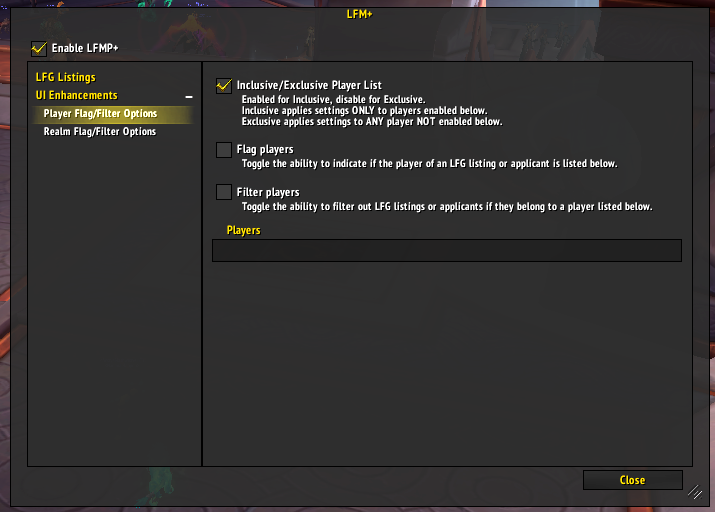 LFM+
Enable LFMP+
LFG Listings
UI Enhancements
Player Flag/Filter Options
Realm Flag/Filter Options
Inclusive/Exclusive Player List
Enabled for Inclusive, disable for Exclusive.
Inclusive applies settings ONLY to players enabled below.
Exclusive applies settings to ANY player NOT enabled below.
Flag players
Toggle the ability to indicate if the player of an LFG listing or applicant is listed below.
Filter players
Toggle the ability to filter out LFG listings or applicants if they belong to a player listed below.
Players
Close